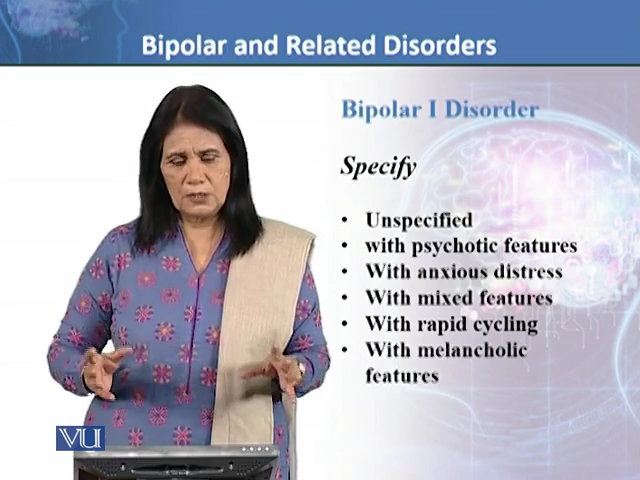 Bipolar and Related Disorders
Bipolar I Disorder
Specify
• Unspecified
• with psychotic features
• With anxious distress
• With mixed features
• With rapid cycling
• With melancholic
features
VU